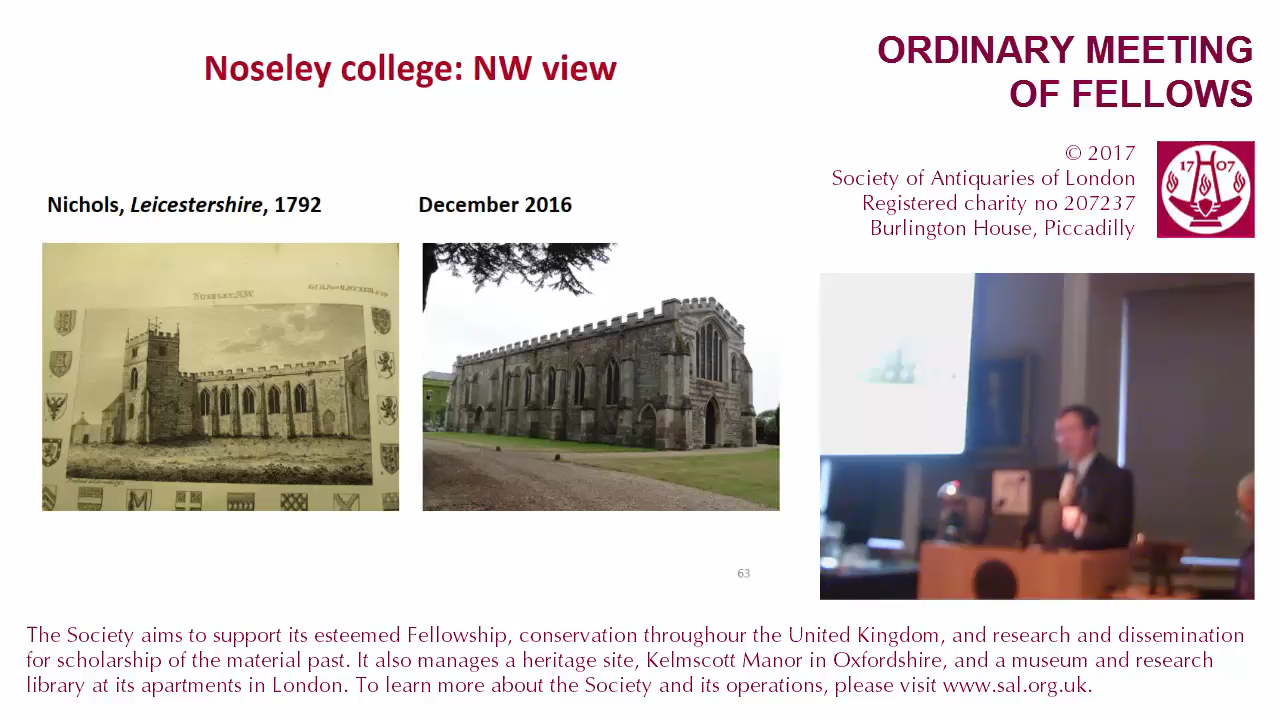 Noseley college: NW view
ORDINARY MEETING
OF FELLOWS
© 2017
Society of Antiquaries of London
Registered charity no 207237
Burlington House, Piccadilly
17 07
Nichols, Leicestershire, 1792
December 2016
NOSELEY, NW
63
The Society aims to support its esteemed Fellowship, conservation throughour the United Kingdom, and research and dissemination
for scholarship of the material past. It also manages a heritage site, Kelmscott Manor in Oxfordshire, and a museum and research
library at its apartments in London. To learn more about the Society and its operations, please visit www.sal.org.uk.